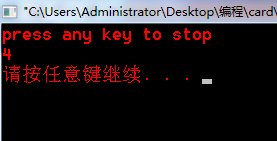 "C:\Users\Administrator\Desktop\编程\card\
press any key to stop
4
请按任意键继续. . .